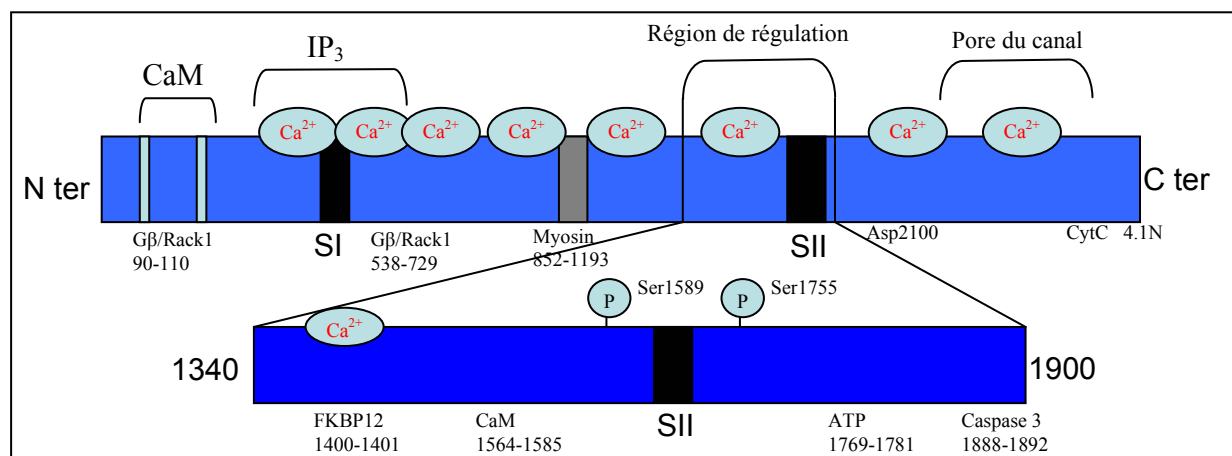 Région de régulation
Pore du canal
IP3
CaM
Ca2+ Ca2+ Ca2+ Ca2+ Ca2+ Ca2+ Ca2+ Ca2+
N ter
C ter
Gβ/Rack1
90-110
SI
Gβ/Rack1
538-729
Myosin
852-1193
SII
Asp2100
CytC 4.1N
P Ser1589
P Ser1755
Ca2+
1340
1900
FKBP12
1400-1401
CaM
1564-1585
SII
ATP
1769-1781
Caspase 3
1888-1892